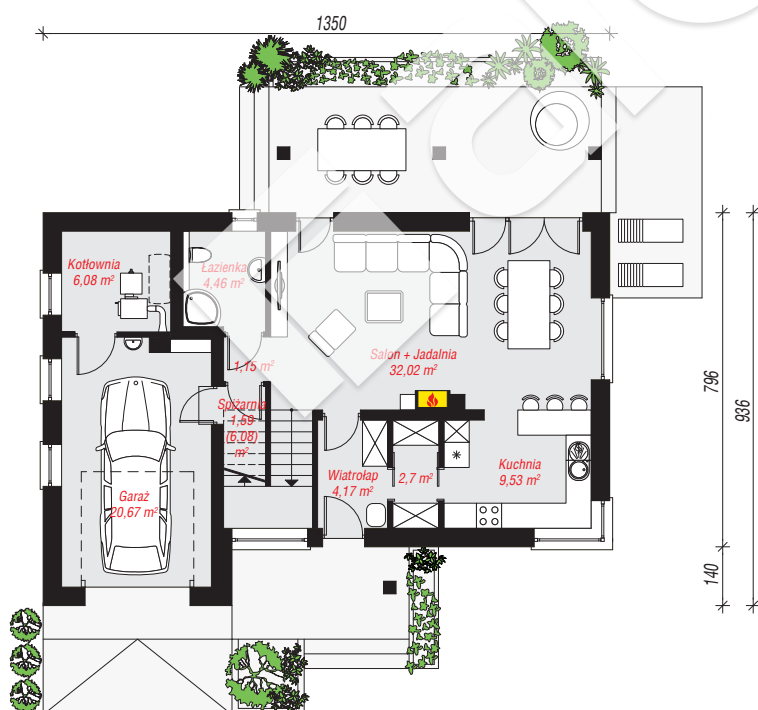 1350
Kotłownia
6,08 m²
Łazienka
4,46 m²
Salon + Jadalnia
32,02 m²
1,15 m²
Spiżarnia
1,59
(6.08)
m²
Wiatrołap
4,17 m²
2,7 m²
Kuchnia
9,53 m²
Garaż
20,67 m²
796
936
140